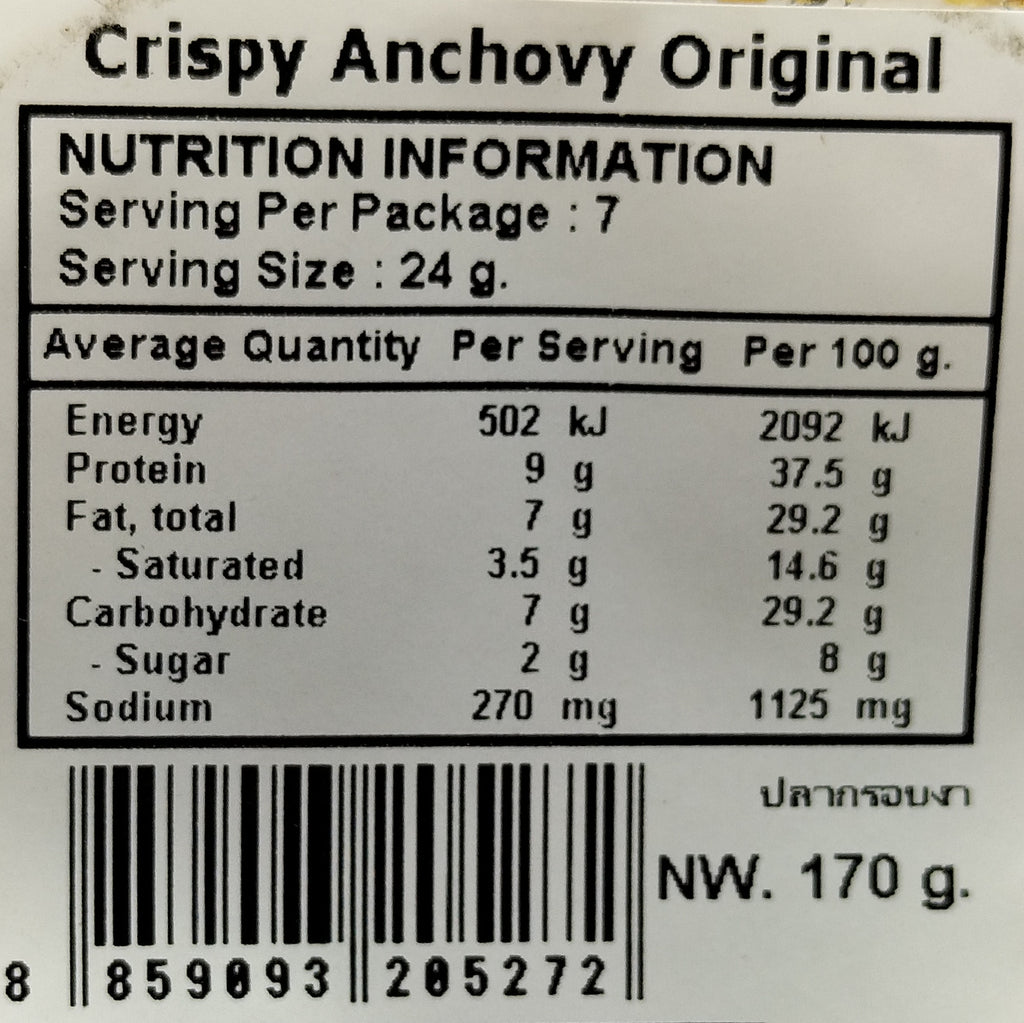 Crispy Anchovy Original
NUTRITION INFORMATION
Serving Per Package : 7
Serving Size : 24 g.
Average Quantity Per Serving Per 100 g.
Energy 502 kJ 2092 kJ
Protein 9 g 37.5 g
Fat, total 7 g 29.2 g
- Saturated 3.5 g 14.6 g
Carbohydrate 7 g 29.2 g
- Sugar 2 g 8 g
Sodium 270 mg 1125 mg
ปลากรอบงา
NW. 170 g.
8 859093 205272